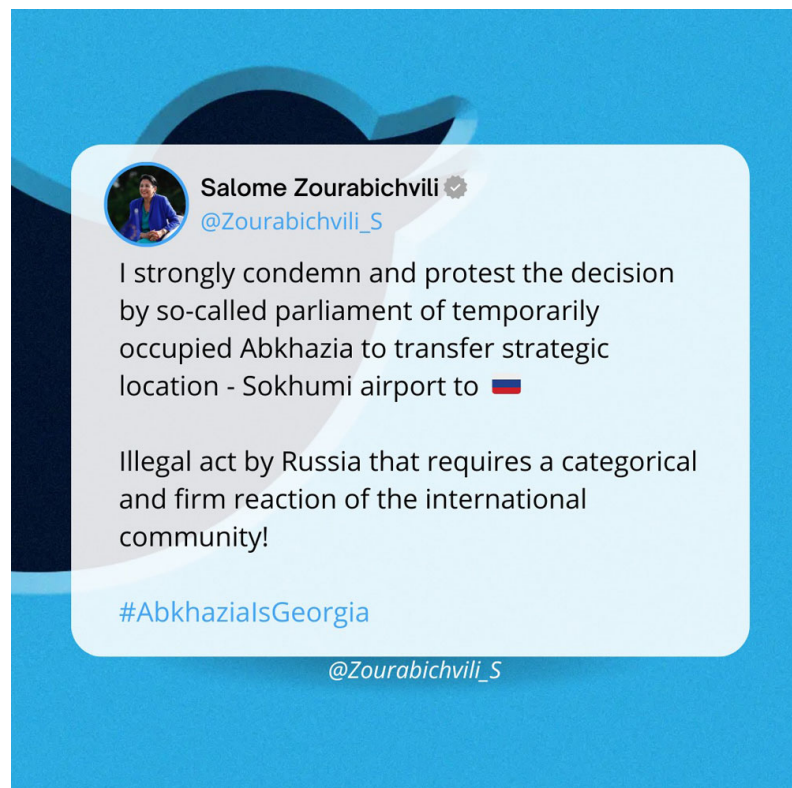 Salome Zourabichvili
@Zourabichvili_S
I strongly condemn and protest the decision
by so-called parliament of temporarily
occupied Abkhazia to transfer strategic
location - Sokhumi airport to 🇷🇺
Illegal act by Russia that requires a categorical
and firm reaction of the international
community!
#AbkhaziaIsGeorgia
@Zourabichvili_S